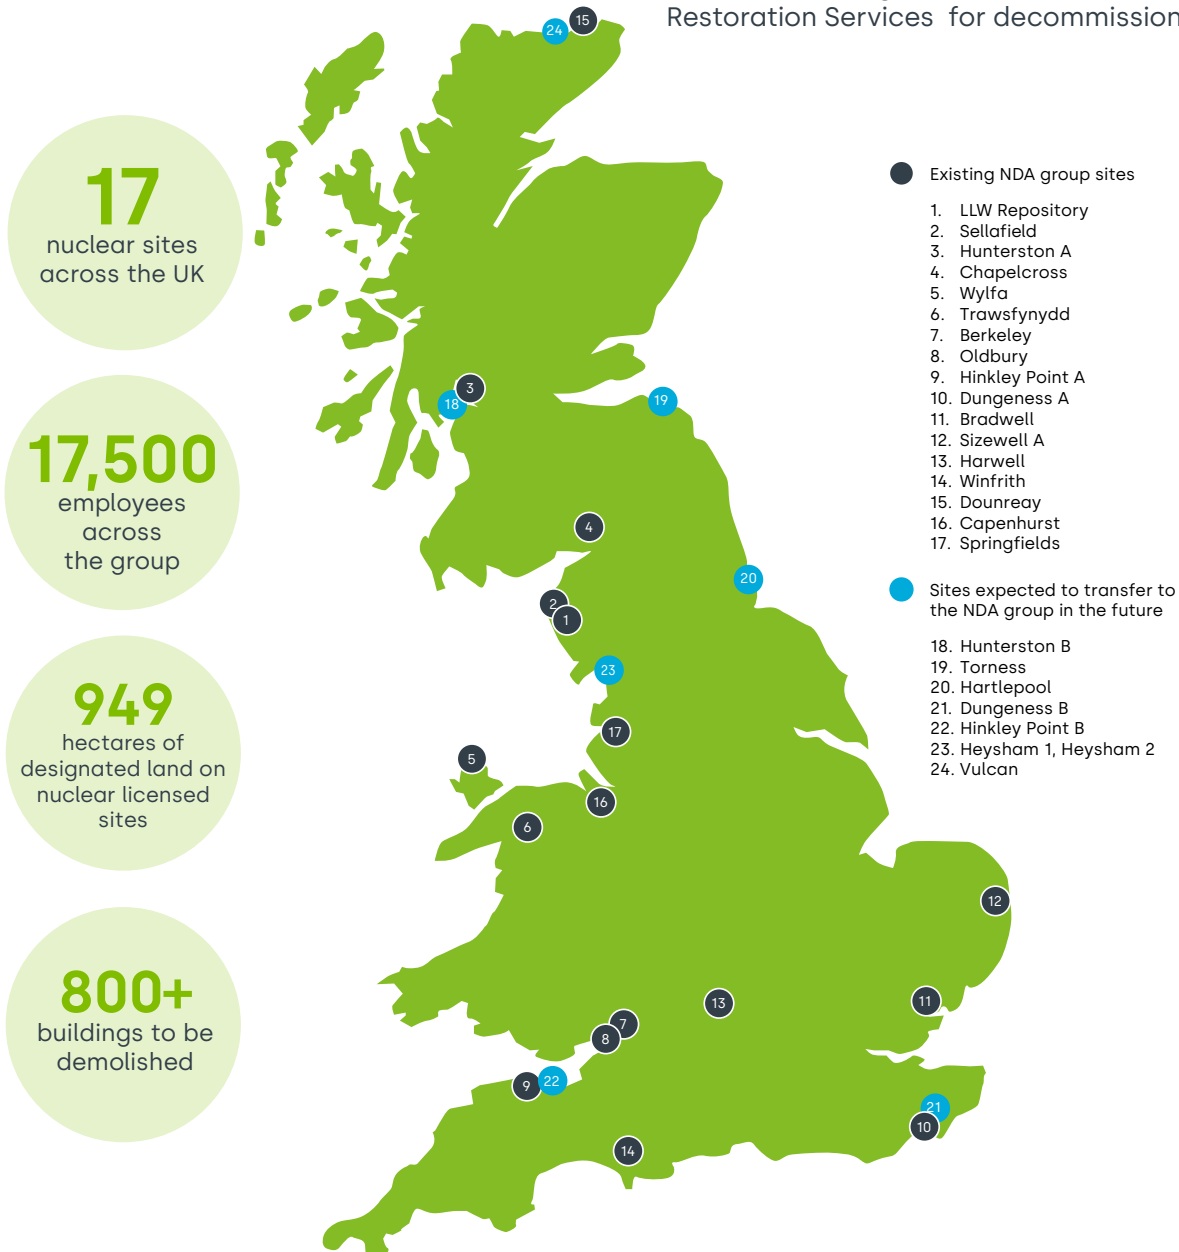 Restoration Services for decommission
17
nuclear sites
across the UK
17,500
employees
across
the group
949
hectares of
designated land on
nuclear licensed
sites
800+
buildings to be
demolished
24
15
3
18
19
4
20
2
1
23
17
5
16
6
12
13
11
7
8
9
22
21
10
14
Existing NDA group sites
1. LLW Repository
2. Sellafield
3. Hunterston A
4. Chapelcross
5. Wylfa
6. Trawsfynydd
7. Berkeley
8. Oldbury
9. Hinkley Point A
10. Dungeness A
11. Bradwell
12. Sizewell A
13. Harwell
14. Winfrith
15. Dounreay
16. Capenhurst
17. Springfields
Sites expected to transfer to
the NDA group in the future
18. Hunterston B
19. Torness
20. Hartlepool
21. Dungeness B
22. Hinkley Point B
23. Heysham 1, Heysham 2
24. Vulcan